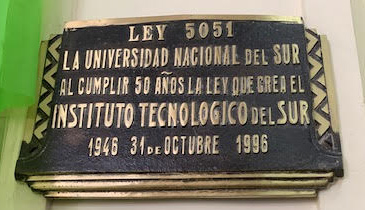 LEY 5051
LA UNIVERSIDAD NACIONAL DEL SUR
AL CUMPLIR 50 AÑOS LA LEY QUE CREA EL
INSTITUTO TECNOLOGICO DEL SUR
1946 31 DE OCTUBRE 1996